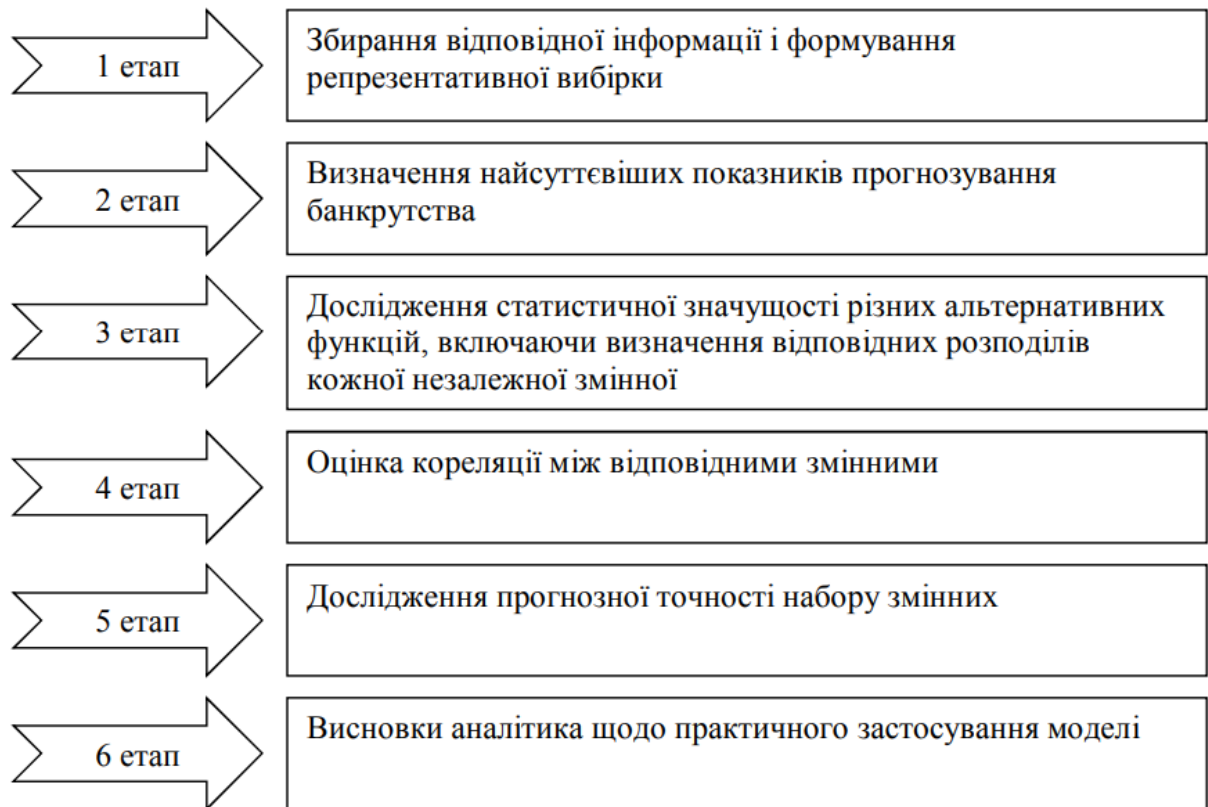 1 етап
Збирання відповідної інформації і формування
репрезентативної вибірки
2 етап
Визначення найсуттєвіших показників прогнозування
банкрутства
3 етап
Дослідження статистичної значущості різних альтернативних
функцій, включаючи визначення відповідних розподілів
кожної незалежної змінної
4 етап
Оцінка кореляції між відповідними змінними
5 етап
Дослідження прогнозної точності набору змінних
6 етап
Висновки аналітика щодо практичного застосування моделі